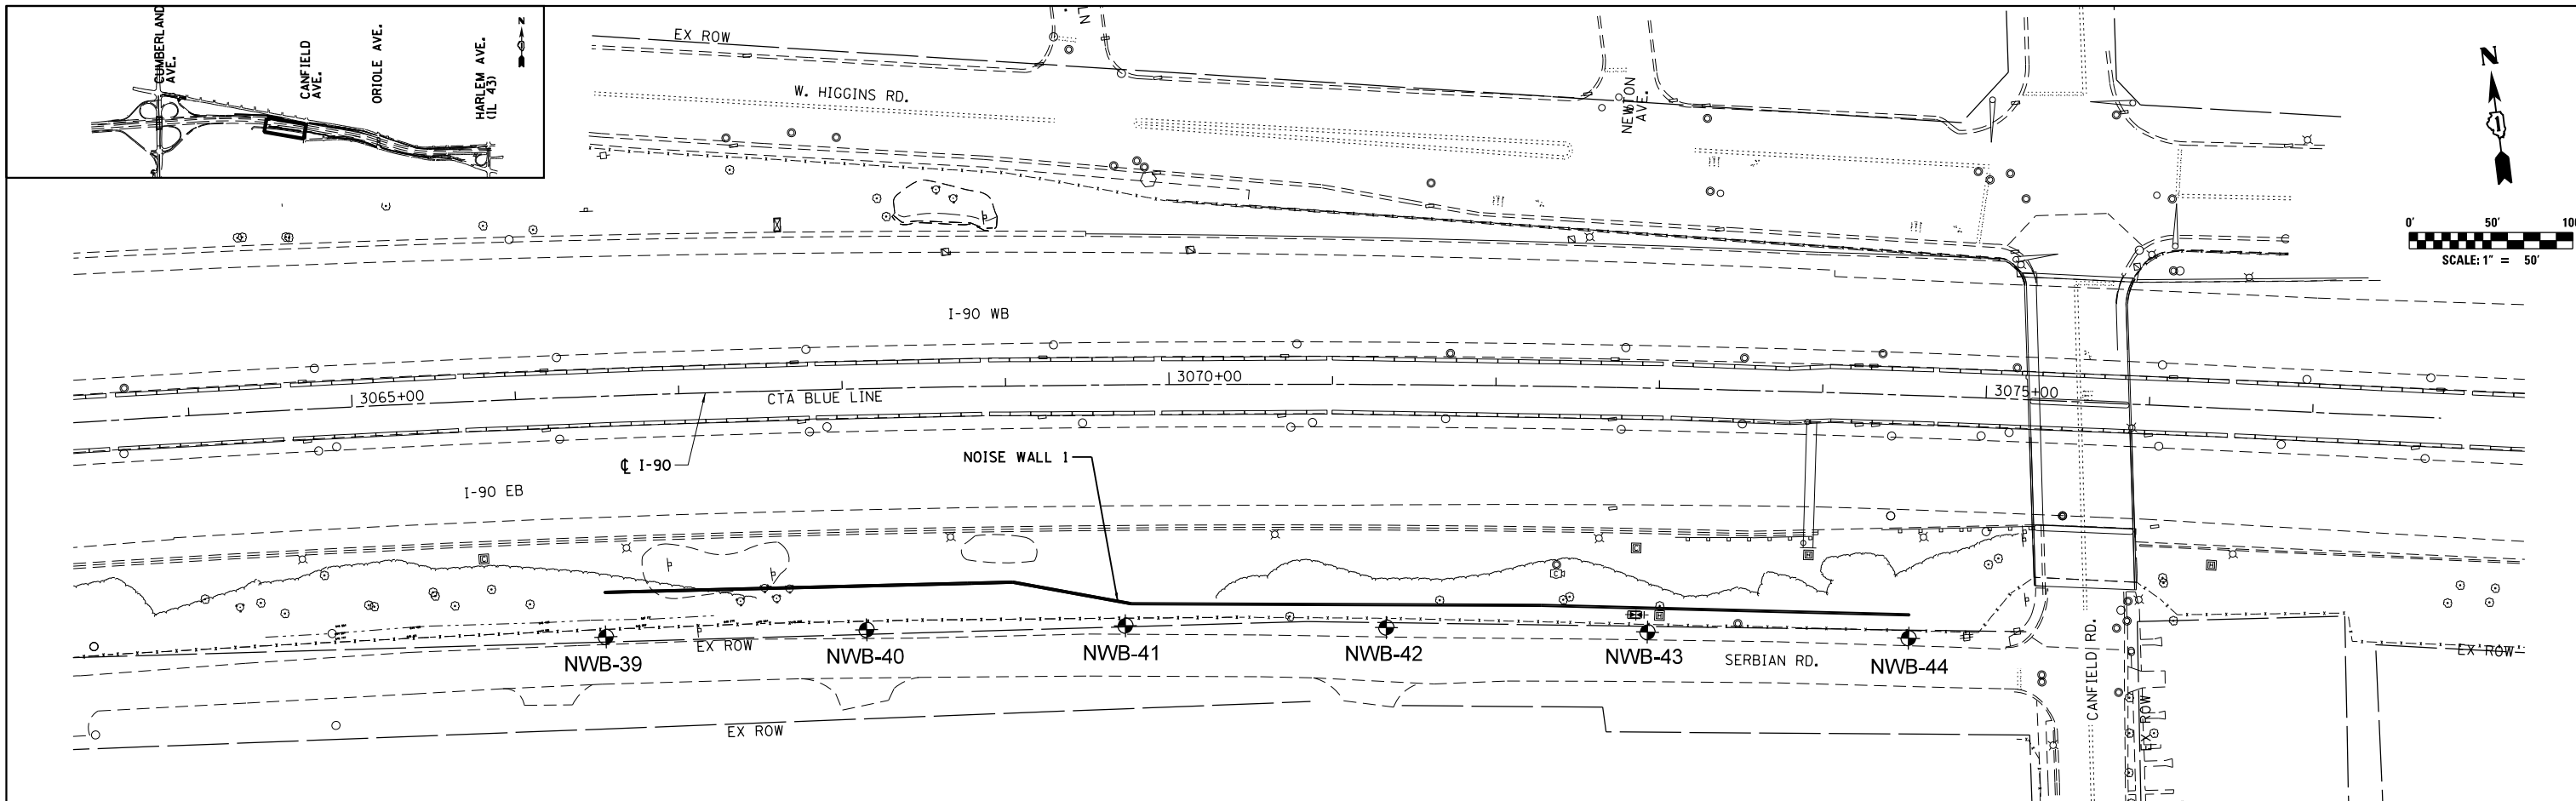 CUMBERLAND
AVE.
CANFIELD
AVE.
ORIOLE AVE.
HARLEM AVE.
(IL 43)
N
EX ROW
LN.
W. HIGGINS RD.
NEWTON
AVE.
N
0' 50' 100
SCALE: 1" = 50'
I-90 WB
3065+00
CTA BLUE LINE
3070+00
3075+00
℄ I-90
NOISE WALL 1
I-90 EB
EX ROW
NWB-39
NWB-40
NWB-41
NWB-42
NWB-43
SERBIAN RD.
NWB-44
CANFIELD RD.
EX ROW
EX ROW
EX ROW